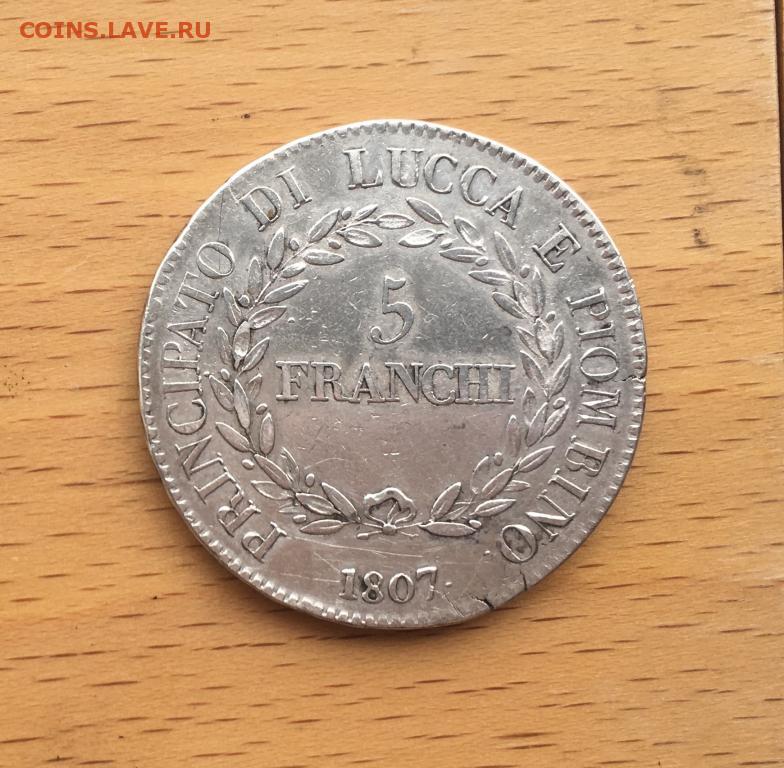 COINS.LAVE.RU
PRINCIPATO DI LUCCA E PIOMBINO
5
FRANCHI
1807.